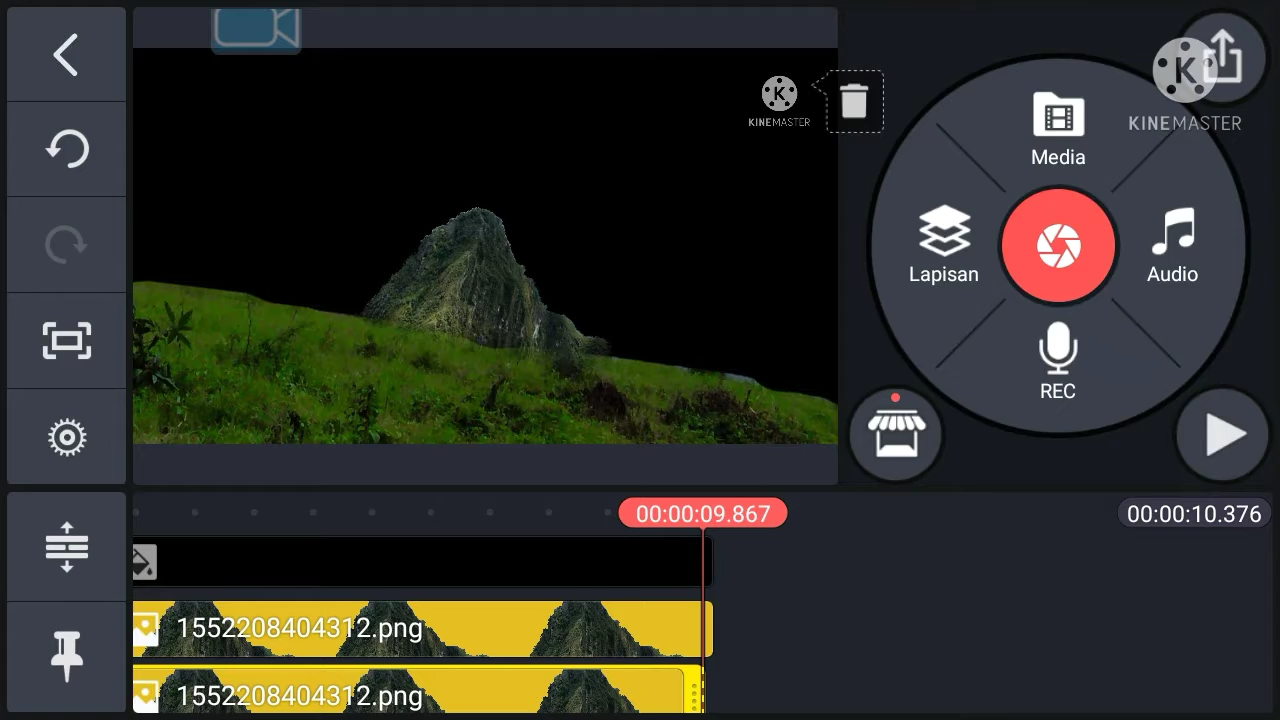 KINEMASTER
KINEMASTER
Media
Lapisan
Audio
REC
00:00:09.867
00:00:10.376
1552208404312.png
1552208404312.png